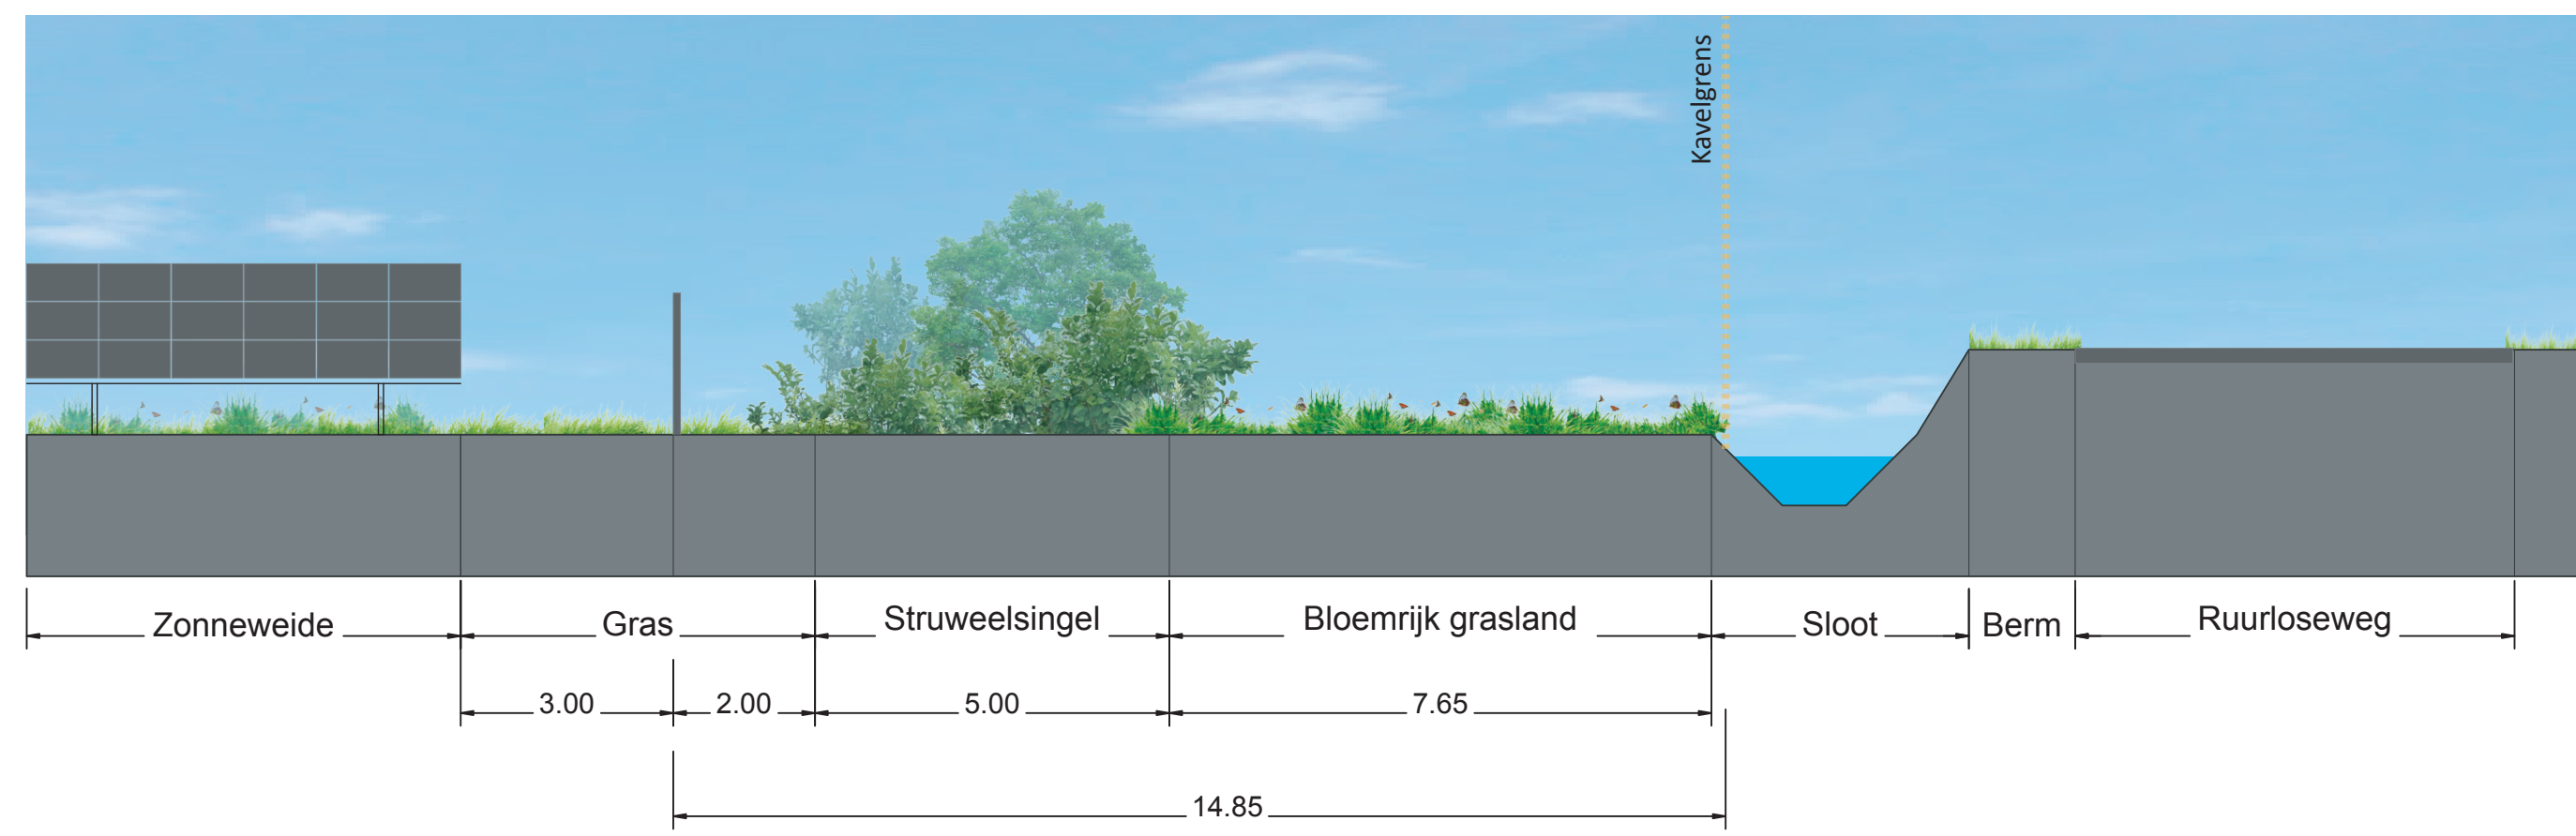 Kavelgrens
Zonneweide
Gras
Struweelsingel
Bloemrijk grasland
Sloot
Berm
Ruurloseweg
3.00
2.00
5.00
7.65
14.85